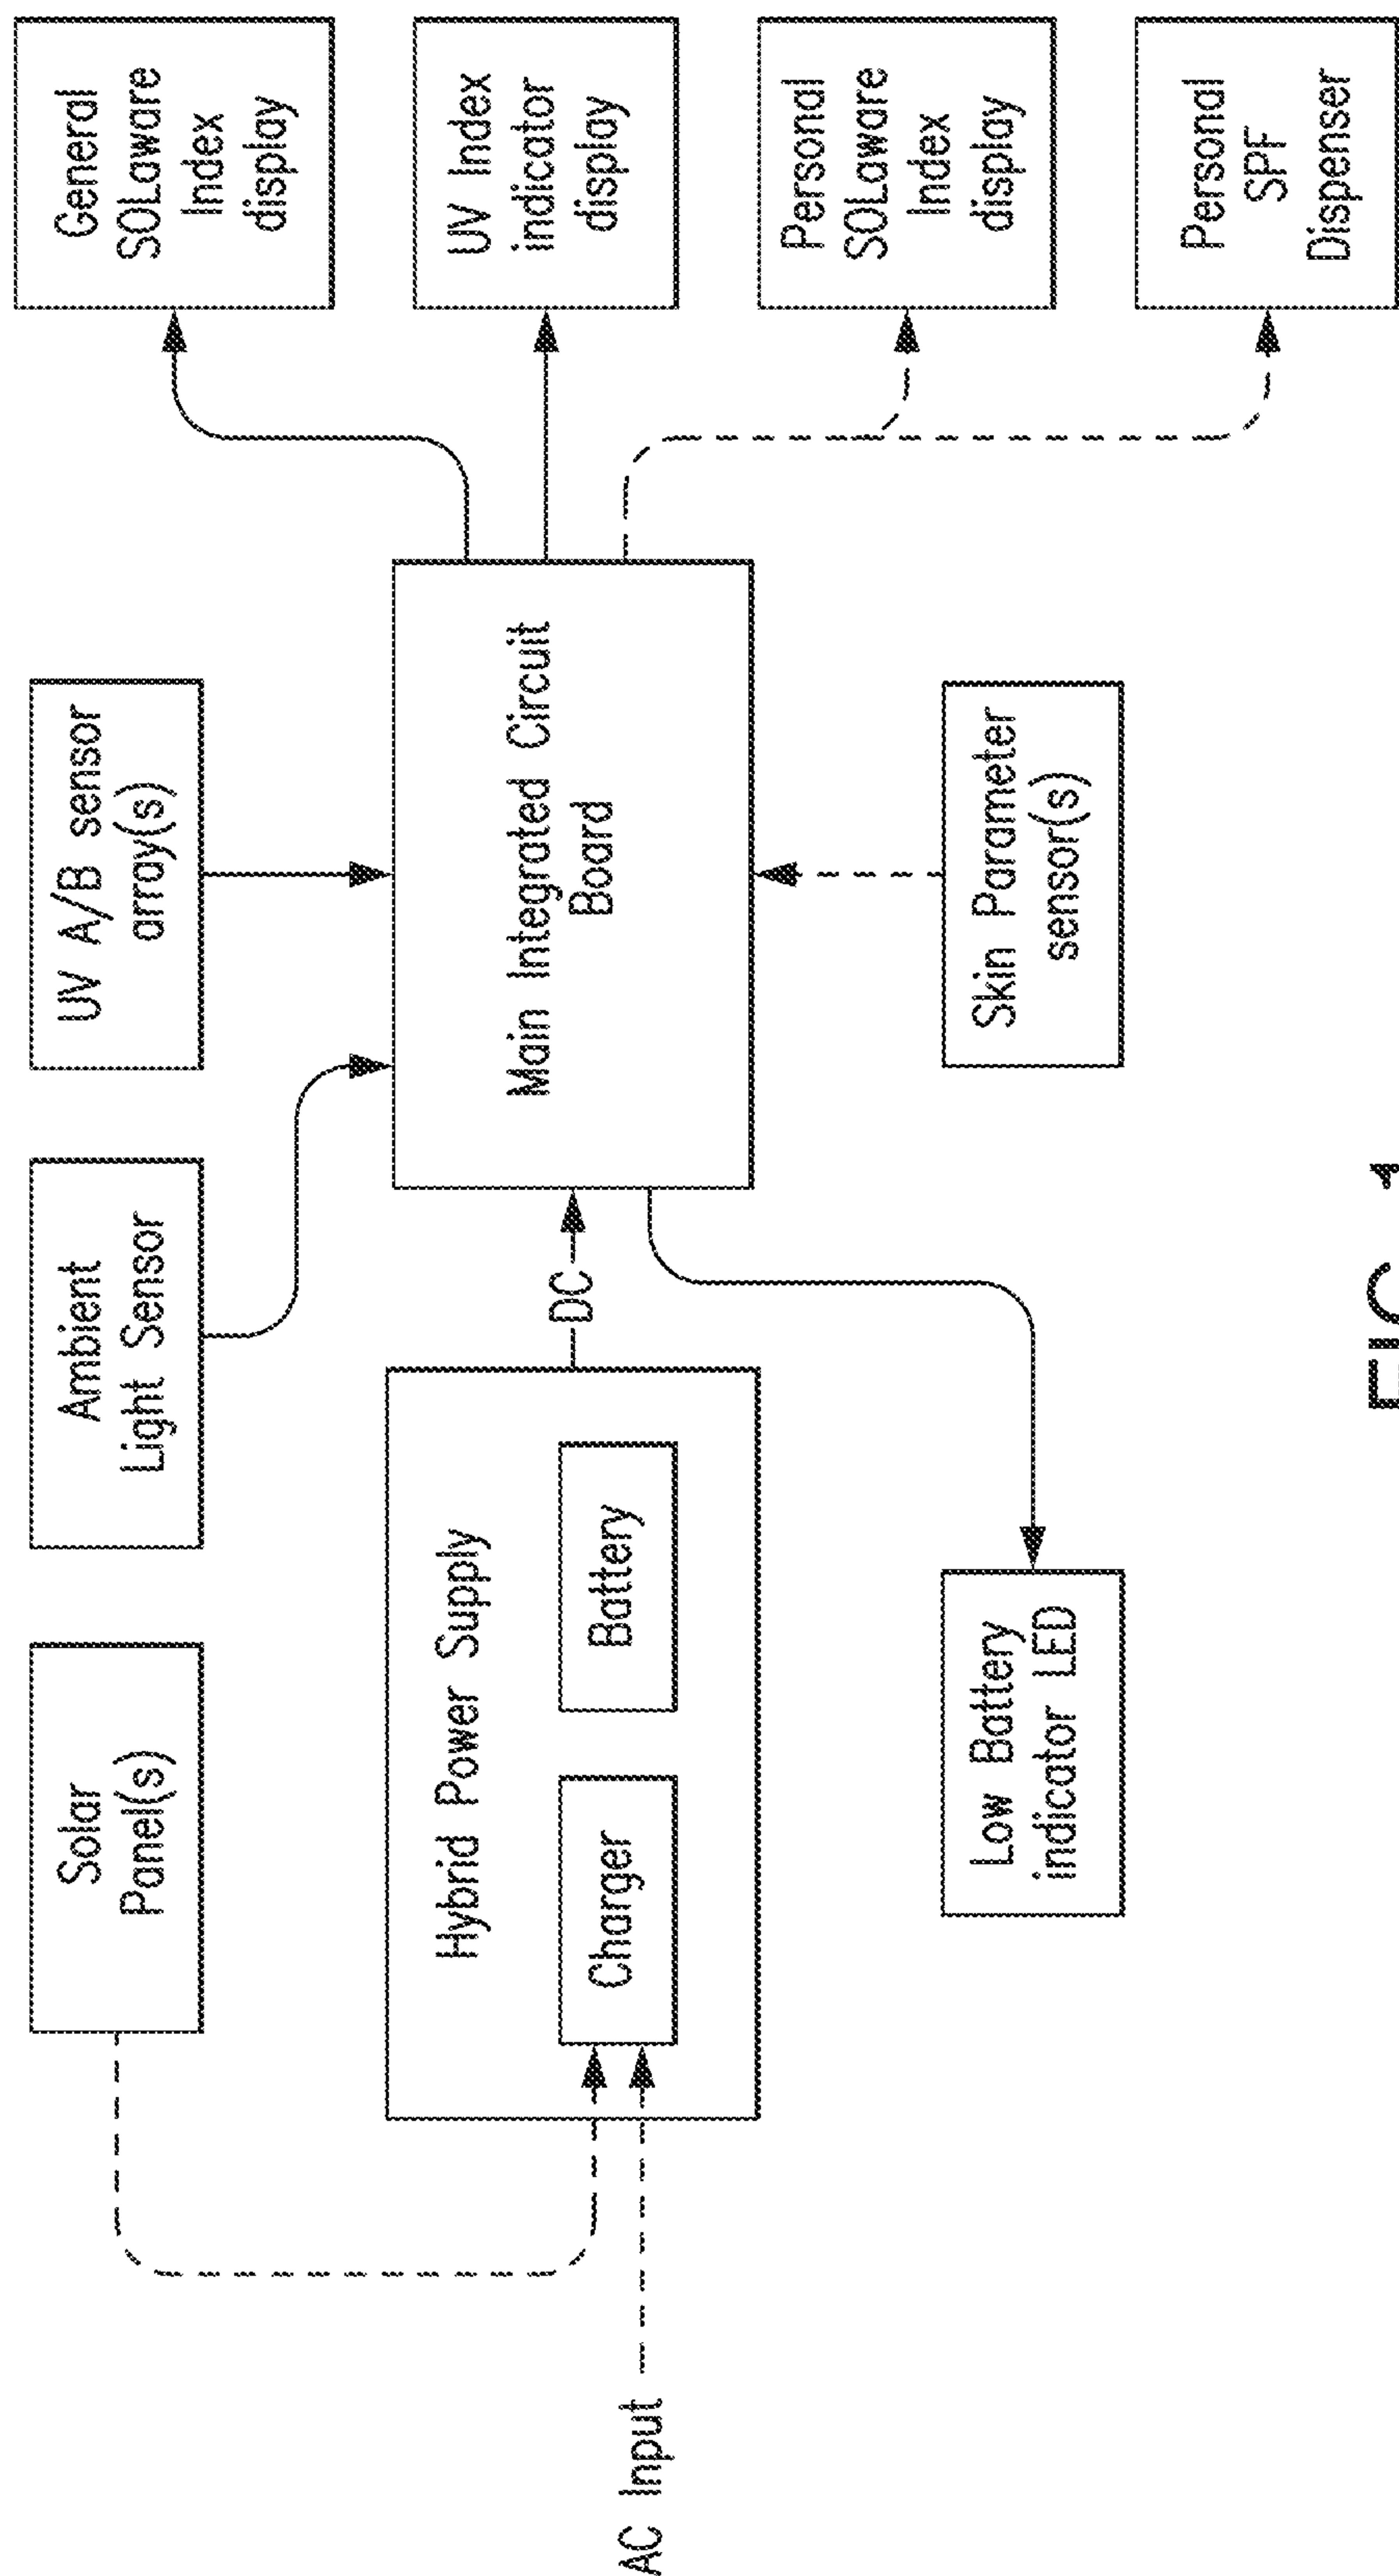 Solar
Panel(s)
Ambient
Light Sensor
UV A/B sensor
array(s)
General
SOLaware
Index
display
UV Index
indicator
display
Personal
SOLaware
Index
display
Personal
SPF
Dispenser
Hybrid Power Supply
Charger
Battery
DC
Main Integrated Circuit
Board
AC Input
Low Battery
indicator LED
Skin Parameter
sensor(s)